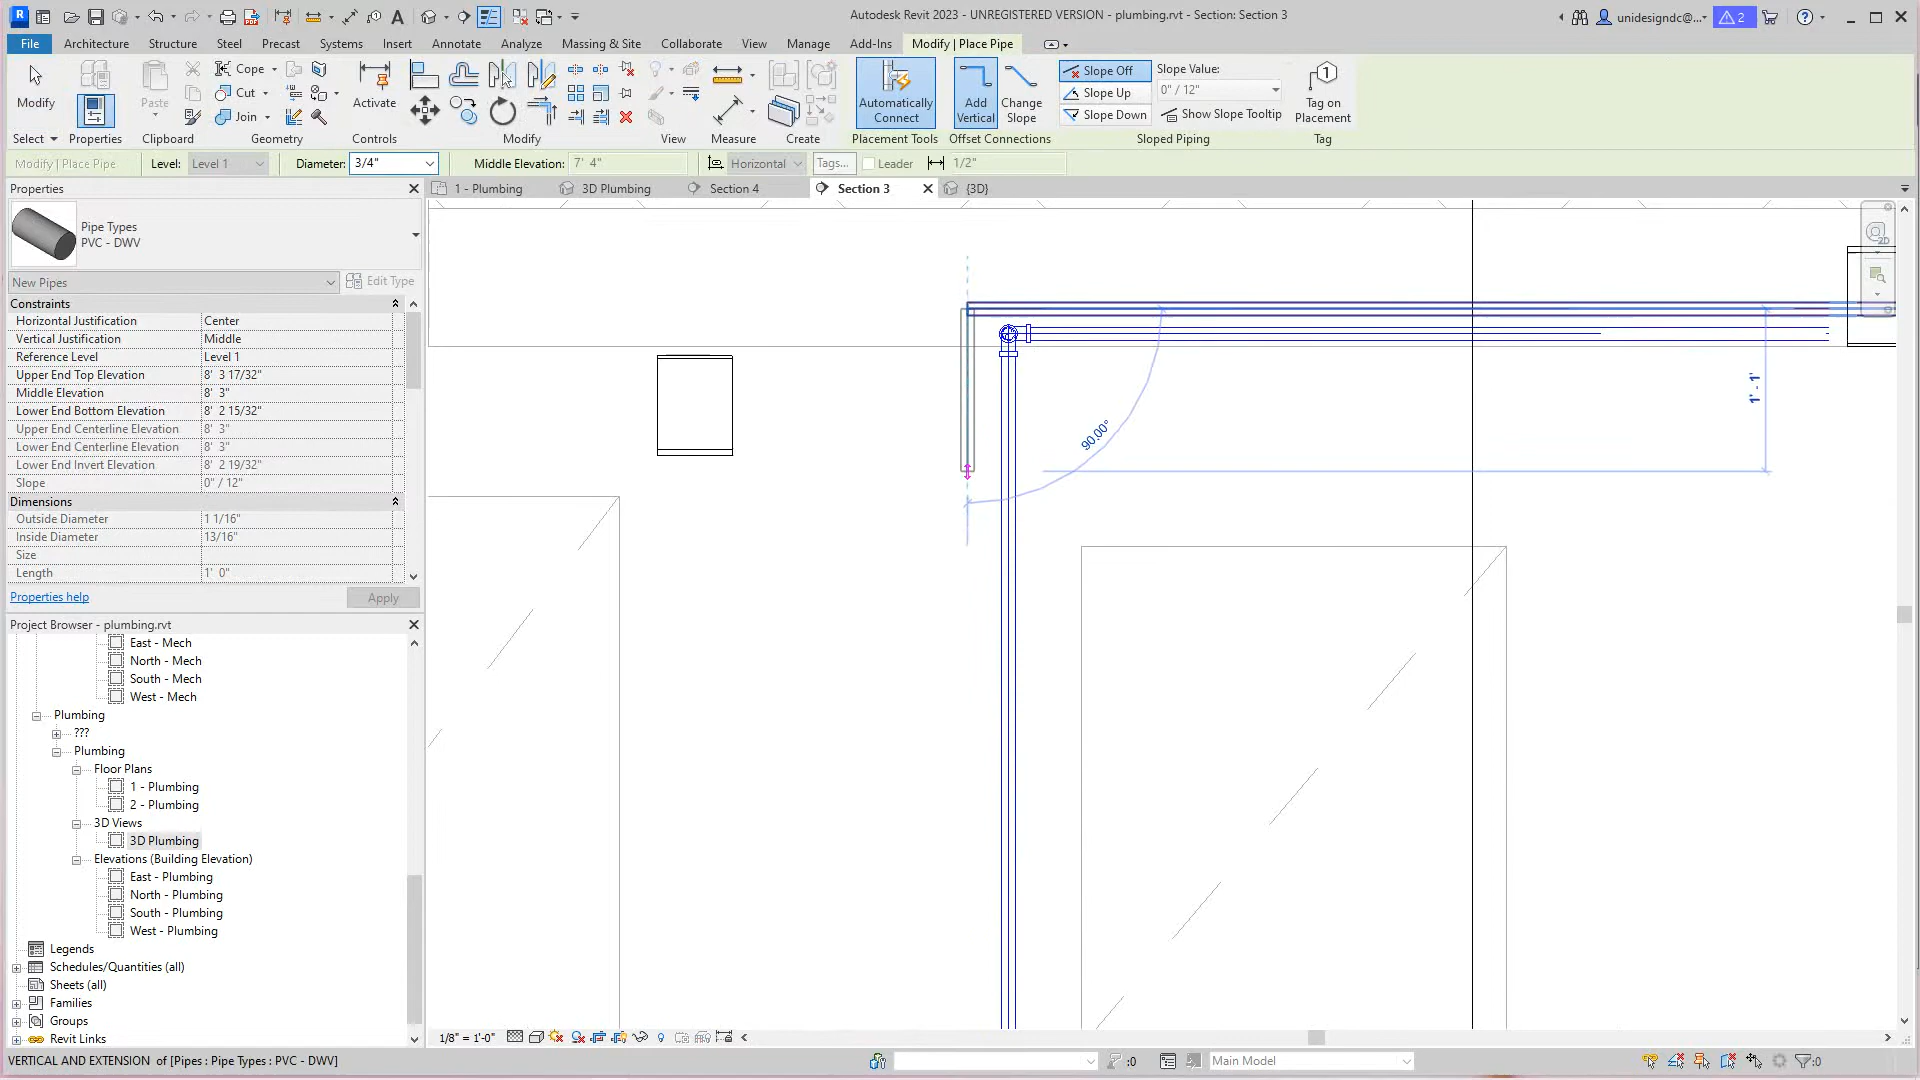 Autodesk Revit 2023 - UNREGISTERED VERSION - plumbing.rvt - Section: Section 3
unidesigndc@...
2
File Architecture Structure Steel Precast Systems Insert Annotate Analyze Massing & Site Collaborate View Manage Add-Ins Modify | Place Pipe
Modify
Paste
Cope
Cut
Join
Activate
Automatically Connect
Add Vertical
Change Slope
Slope Off
Slope Up
Slope Down
Slope Value:
0" / 12"
Show Slope Tooltip
Tag on Placement
Select Properties Clipboard Geometry Controls Modify View Measure Create Placement Tools Offset Connections Sloped Piping Tag
Modify | Place Pipe Level: Level 1 Diameter: 3/4" Middle Elevation: 7' 4" Horizontal Tags... Leader 1/2"
Properties
1 - Plumbing 3D Plumbing Section 4 Section 3 {3D}
Pipe Types
PVC - DWV
New Pipes Edit Type
Constraints
Horizontal Justification Center
Vertical Justification Middle
Reference Level Level 1
Upper End Top Elevation 8' 3 17/32"
Middle Elevation 8' 3"
Lower End Bottom Elevation 8' 2 15/32"
Upper End Centerline Elevation 8' 3"
Lower End Centerline Elevation 8' 3"
Lower End Invert Elevation 8' 2 19/32"
Slope 0" / 12"
Dimensions
Outside Diameter 1 1/16"
Inside Diameter 13/16"
Size
Length 1' 0"
Properties help Apply
90.00°
1' - 1"
2D
Project Browser - plumbing.rvt
East - Mech
North - Mech
South - Mech
West - Mech
Plumbing
???
Plumbing
Floor Plans
1 - Plumbing
2 - Plumbing
3D Views
3D Plumbing
Elevations (Building Elevation)
East - Plumbing
North - Plumbing
South - Plumbing
West - Plumbing
Legends
Schedules/Quantities (all)
Sheets (all)
Families
Groups
Revit Links
1/8" = 1'-0"
VERTICAL AND EXTENSION of [Pipes : Pipe Types : PVC - DWV]
:0
Main Model
:0